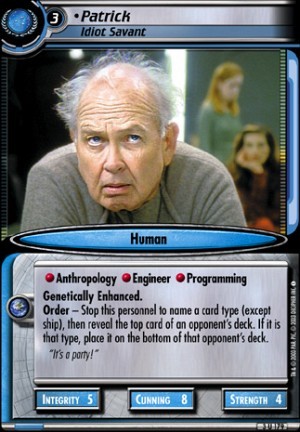 3
•Patrick
Idiot Savant
Human
• Anthropology • Engineer • Programming
Genetically Enhanced.
Order – Stop this personnel to name a card type (except
ship), then reveal the top card of an opponent's deck. If it is
that type, place it on the bottom of that opponent's deck.
"It's a party!"
Integrity 5 Cunning 8 Strength 4
3 U 179